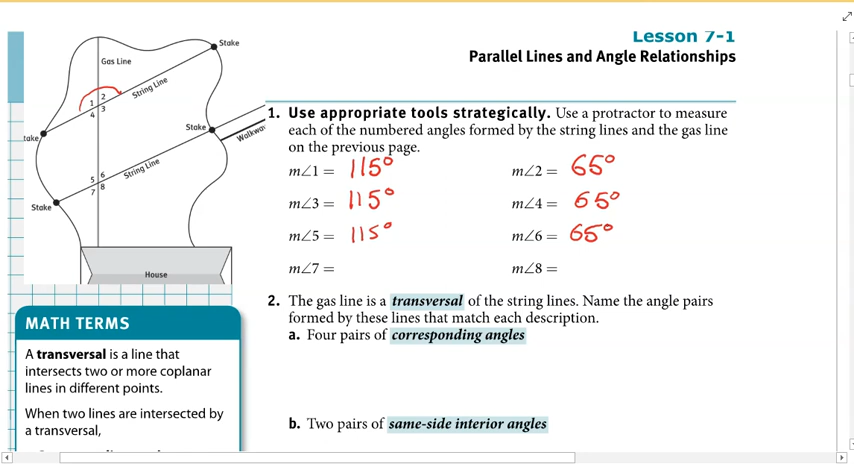 Lesson 7-1
Parallel Lines and Angle Relationships
Stake
Gas Line
String Line
1 2
4 3
take
Stake
Walkway
String Line
5 6
7 8
Stake
House
1. Use appropriate tools strategically. Use a protractor to measure
each of the numbered angles formed by the string lines and the gas line
on the previous page.
m∠1 = 115° m∠2 = 65°
m∠3 = 115° m∠4 = 65°
m∠5 = 115° m∠6 = 65°
m∠7 = m∠8 =
2. The gas line is a transversal of the string lines. Name the angle pairs
formed by these lines that match each description.
a. Four pairs of corresponding angles
b. Two pairs of same-side interior angles
MATH TERMS
A transversal is a line that
intersects two or more coplanar
lines in different points.
When two lines are intersected by
a transversal,